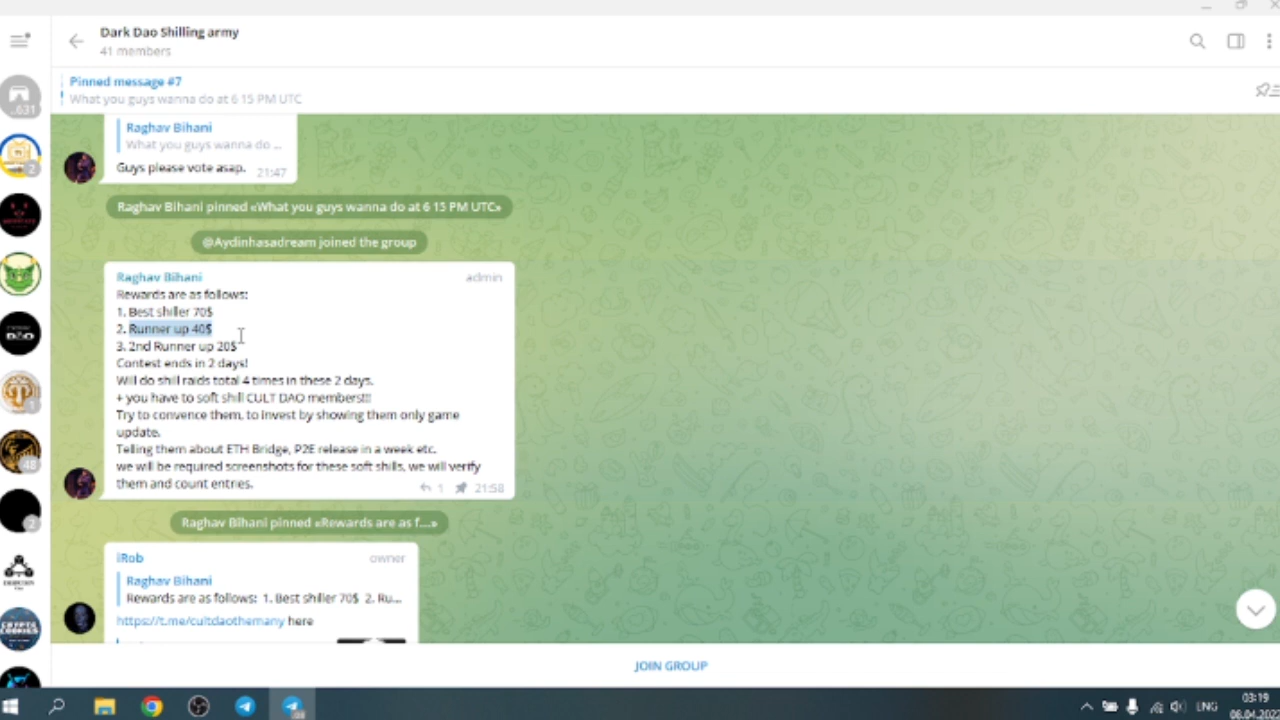 Dark Dao Shilling army
41 members
Pinned message #7
What you guys wanna do at 6 15 PM UTC
Raghav Bihani
What you guys wanna do ...
Guys please vote asap. 21:47
Raghav Bihani pinned «What you guys wanna do at 6 15 PM UTC»
@Aydinhasadream joined the group
Raghav Bihani admin
Rewards are as follows:
1. Best shiller 70$
2. Runner up 40$
3. 2nd Runner up 20$
Contest ends in 2 days!
Will do shill raids total 4 times in these 2 days.
+ you have to soft shill CULT DAO members!!!
Try to convence them, to invest by showing them only game
update.
Telling them about ETH Bridge, P2E release in a week etc.
we will be required screenshots for these soft shills, we will verify
them and count entries.
1 21:58
Raghav Bihani pinned «Rewards are as f...»
iRob owner
Raghav Bihani
Rewards are as follows: 1. Best shiller 70$ 2. Ru...
https://t.me/cultdaothemany here
JOIN GROUP
..631
2
1
48
2
CRYPTO
COOKIES
ENG
03:19